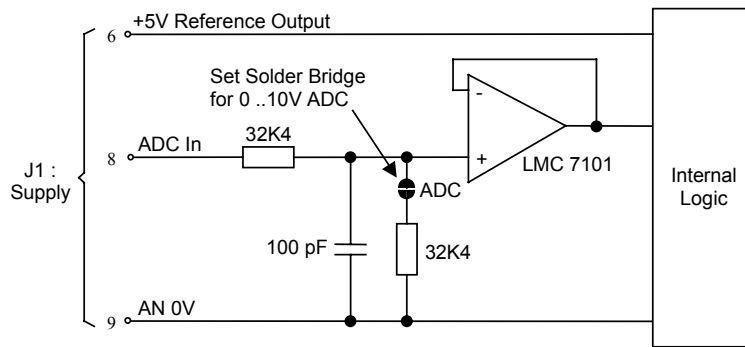 6 +5V Reference Output
Set Solder Bridge
for 0 ..10V ADC
-
8 ADC In
32K4
+
LMC 7101
J1 :
Supply
ADC
Internal
Logic
100 pF
32K4
9 AN 0V